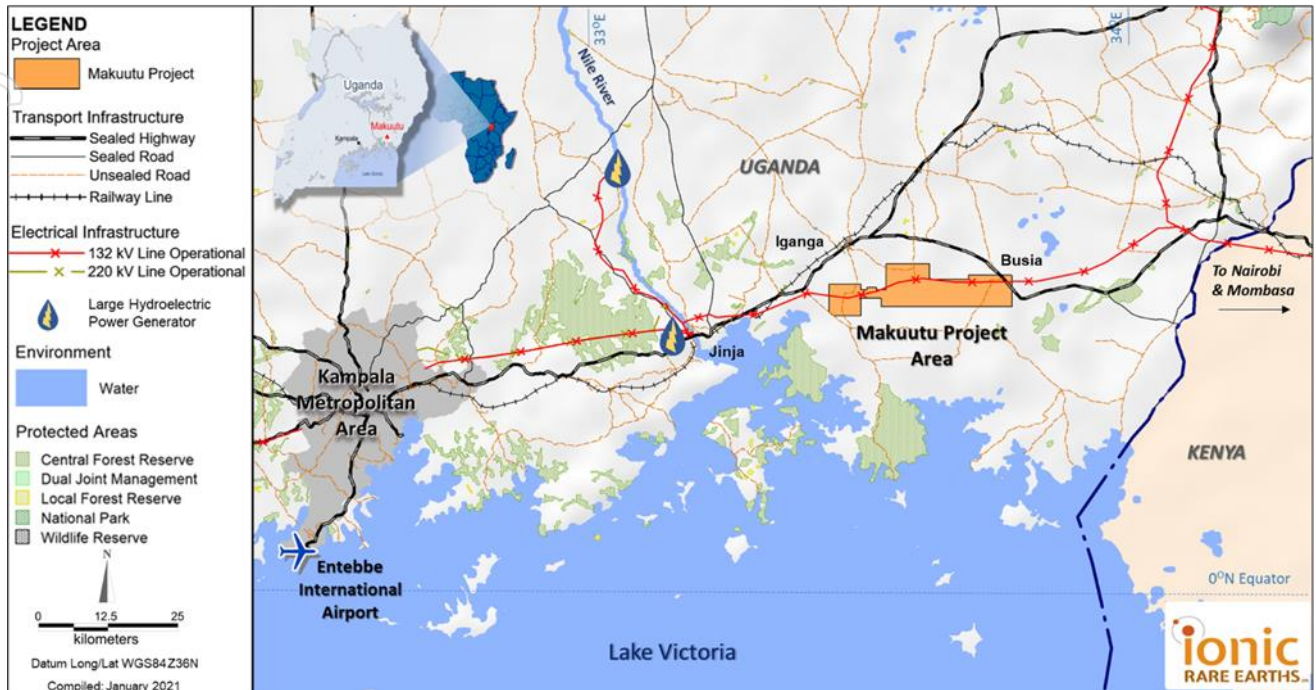 LEGEND
Project Area
Makuutu Project
Transport Infrastructure
Sealed Highway
Sealed Road
Unsealed Road
Railway Line
Electrical Infrastructure
132 kV Line Operational
220 kV Line Operational
Large Hydroelectric
Power Generator
Environment
Water
Protected Areas
Central Forest Reserve
Dual Joint Management
Local Forest Reserve
National Park
Wildlife Reserve
N
0 12.5 25
kilometers
Datum Long/Lat WGS84 Z36N
Compiled: January 2021
Uganda
Kampala
Makuutu
33°E
34°E
Nile River
UGANDA
Iganga
Busia
To Nairobi
& Mombasa
Makuutu Project
Area
Jinja
Kampala
Metropolitan
Area
KENYA
Entebbe
International
Airport
0°N Equator
Lake Victoria
ionic
RARE EARTHS